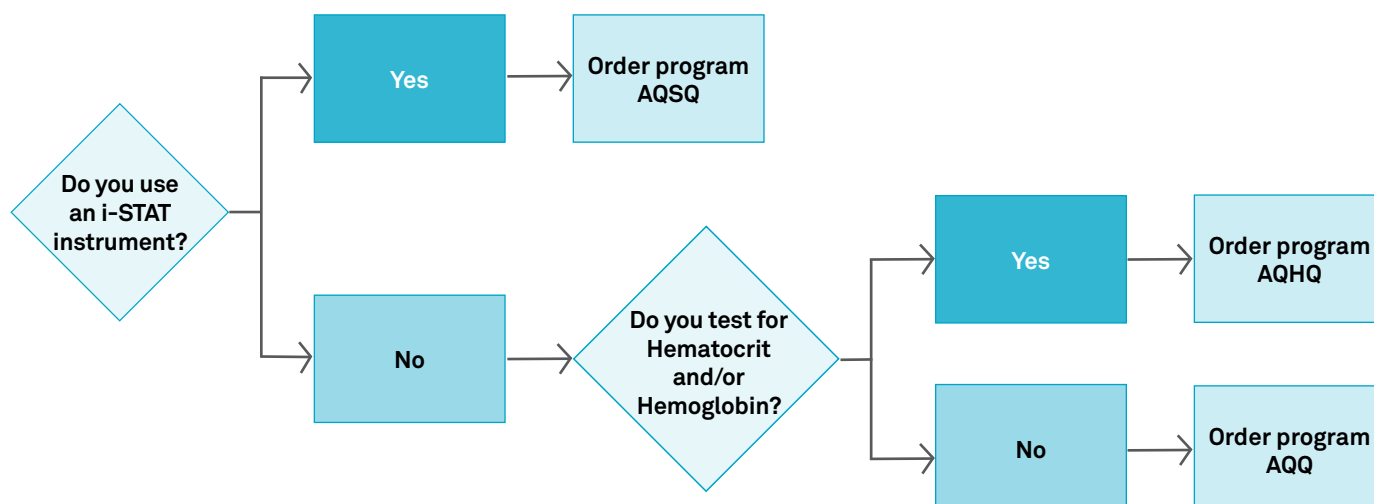 Do you use
an i-STAT
instrument?
Yes
Order program
AQSQ
No
Do you test for
Hematocrit
and/or
Hemoglobin?
Yes
Order program
AQHQ
No
Order program
AQQ